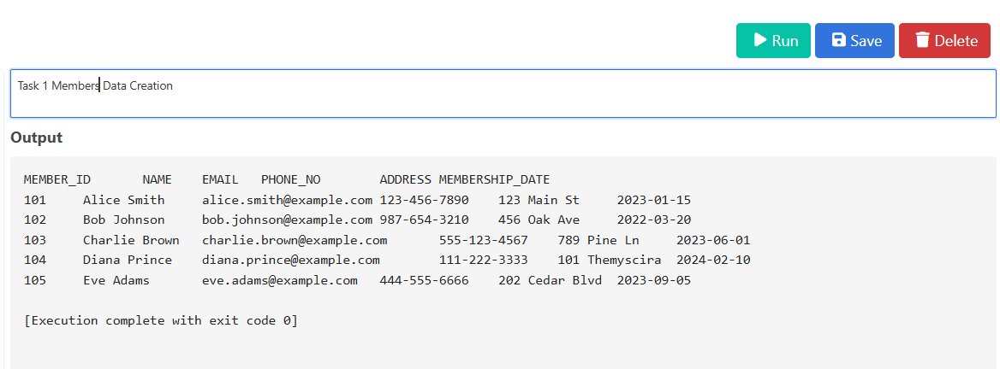 Run Save Delete
Task 1 Members Data Creation
Output
MEMBER_ID NAME EMAIL PHONE_NO ADDRESS MEMBERSHIP_DATE
101 Alice Smith alice.smith@example.com 123-456-7890 123 Main St 2023-01-15
102 Bob Johnson bob.johnson@example.com 987-654-3210 456 Oak Ave 2022-03-20
103 Charlie Brown charlie.brown@example.com 555-123-4567 789 Pine Ln 2023-06-01
104 Diana Prince diana.prince@example.com 111-222-3333 101 Themyscira 2024-02-10
105 Eve Adams eve.adams@example.com 444-555-6666 202 Cedar Blvd 2023-09-05
[Execution complete with exit code 0]